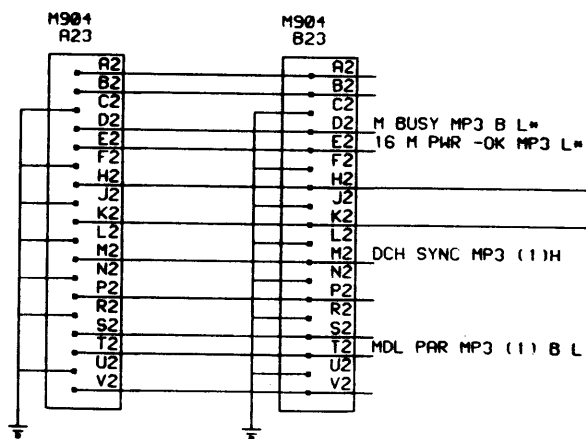 M904
A23
A2
B2
C2
D2
E2
F2
H2
J2
K2
L2
M2
N2
P2
R2
S2
T2
U2
V2
M904
B23
A2
B2
C2
D2
E2
F2
H2
J2
K2
L2
M2
N2
P2
R2
S2
T2
U2
V2
M BUSY MP3 B L*
16 M PWR -OK MP3 L*
DCH SYNC MP3 (1)H
MDL PAR MP3 (1) B L